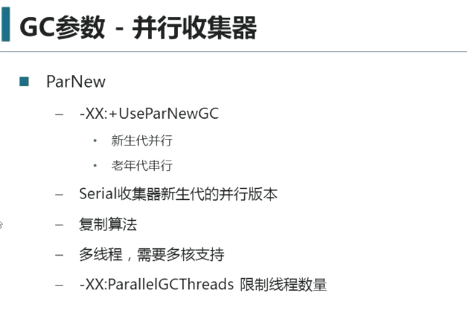 GC参数 - 并行收集器
ParNew
-XX:+UseParNewGC
新生代并行
老年代串行
Serial收集器新生代的并行版本
复制算法
多线程，需要多核支持
-XX:ParallelGCThreads 限制线程数量